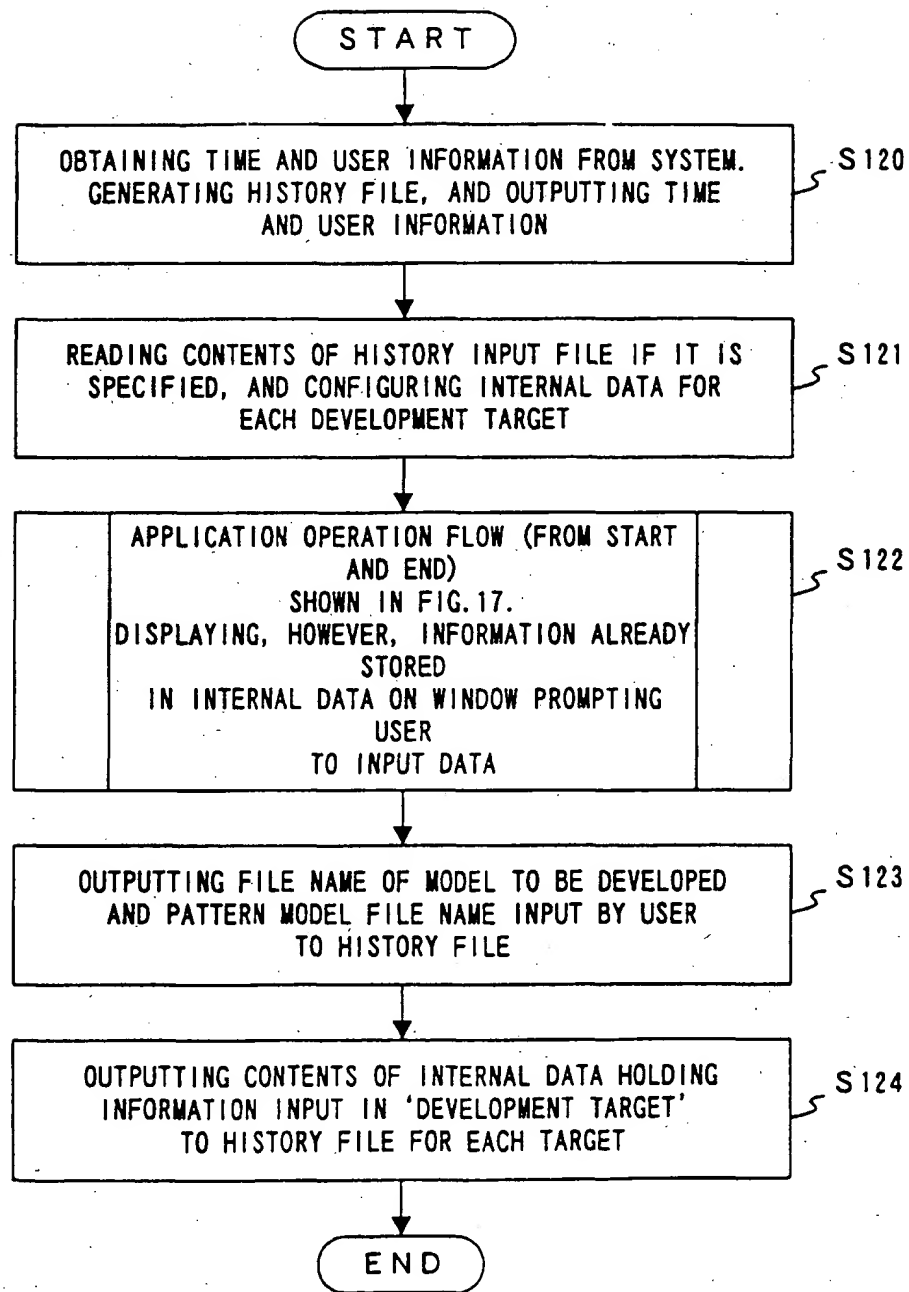 START
OBTAINING TIME AND USER INFORMATION FROM SYSTEM.
GENERATING HISTORY FILE, AND OUTPUTTING TIME
AND USER INFORMATION
S120
READING CONTENTS OF HISTORY INPUT FILE IF IT IS
SPECIFIED, AND CONFIGURING INTERNAL DATA FOR
EACH DEVELOPMENT TARGET
S121
APPLICATION OPERATION FLOW (FROM START
AND END)
SHOWN IN FIG.17.
DISPLAYING, HOWEVER, INFORMATION ALREADY
STORED
IN INTERNAL DATA ON WINDOW PROMPTING
USER
TO INPUT DATA
S122
OUTPUTTING FILE NAME OF MODEL TO BE DEVELOPED
AND PATTERN MODEL FILE NAME INPUT BY USER
TO HISTORY FILE
S123
OUTPUTTING CONTENTS OF INTERNAL DATA HOLDING
INFORMATION INPUT IN 'DEVELOPMENT TARGET'
TO HISTORY FILE FOR EACH TARGET
S124
END